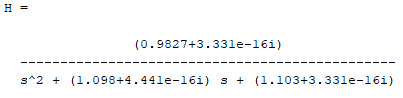 H =
(0.9827+3.331e-16i)
-----------------------------------------------
s^2 + (1.098+4.441e-16i) s + (1.103+3.331e-16i)